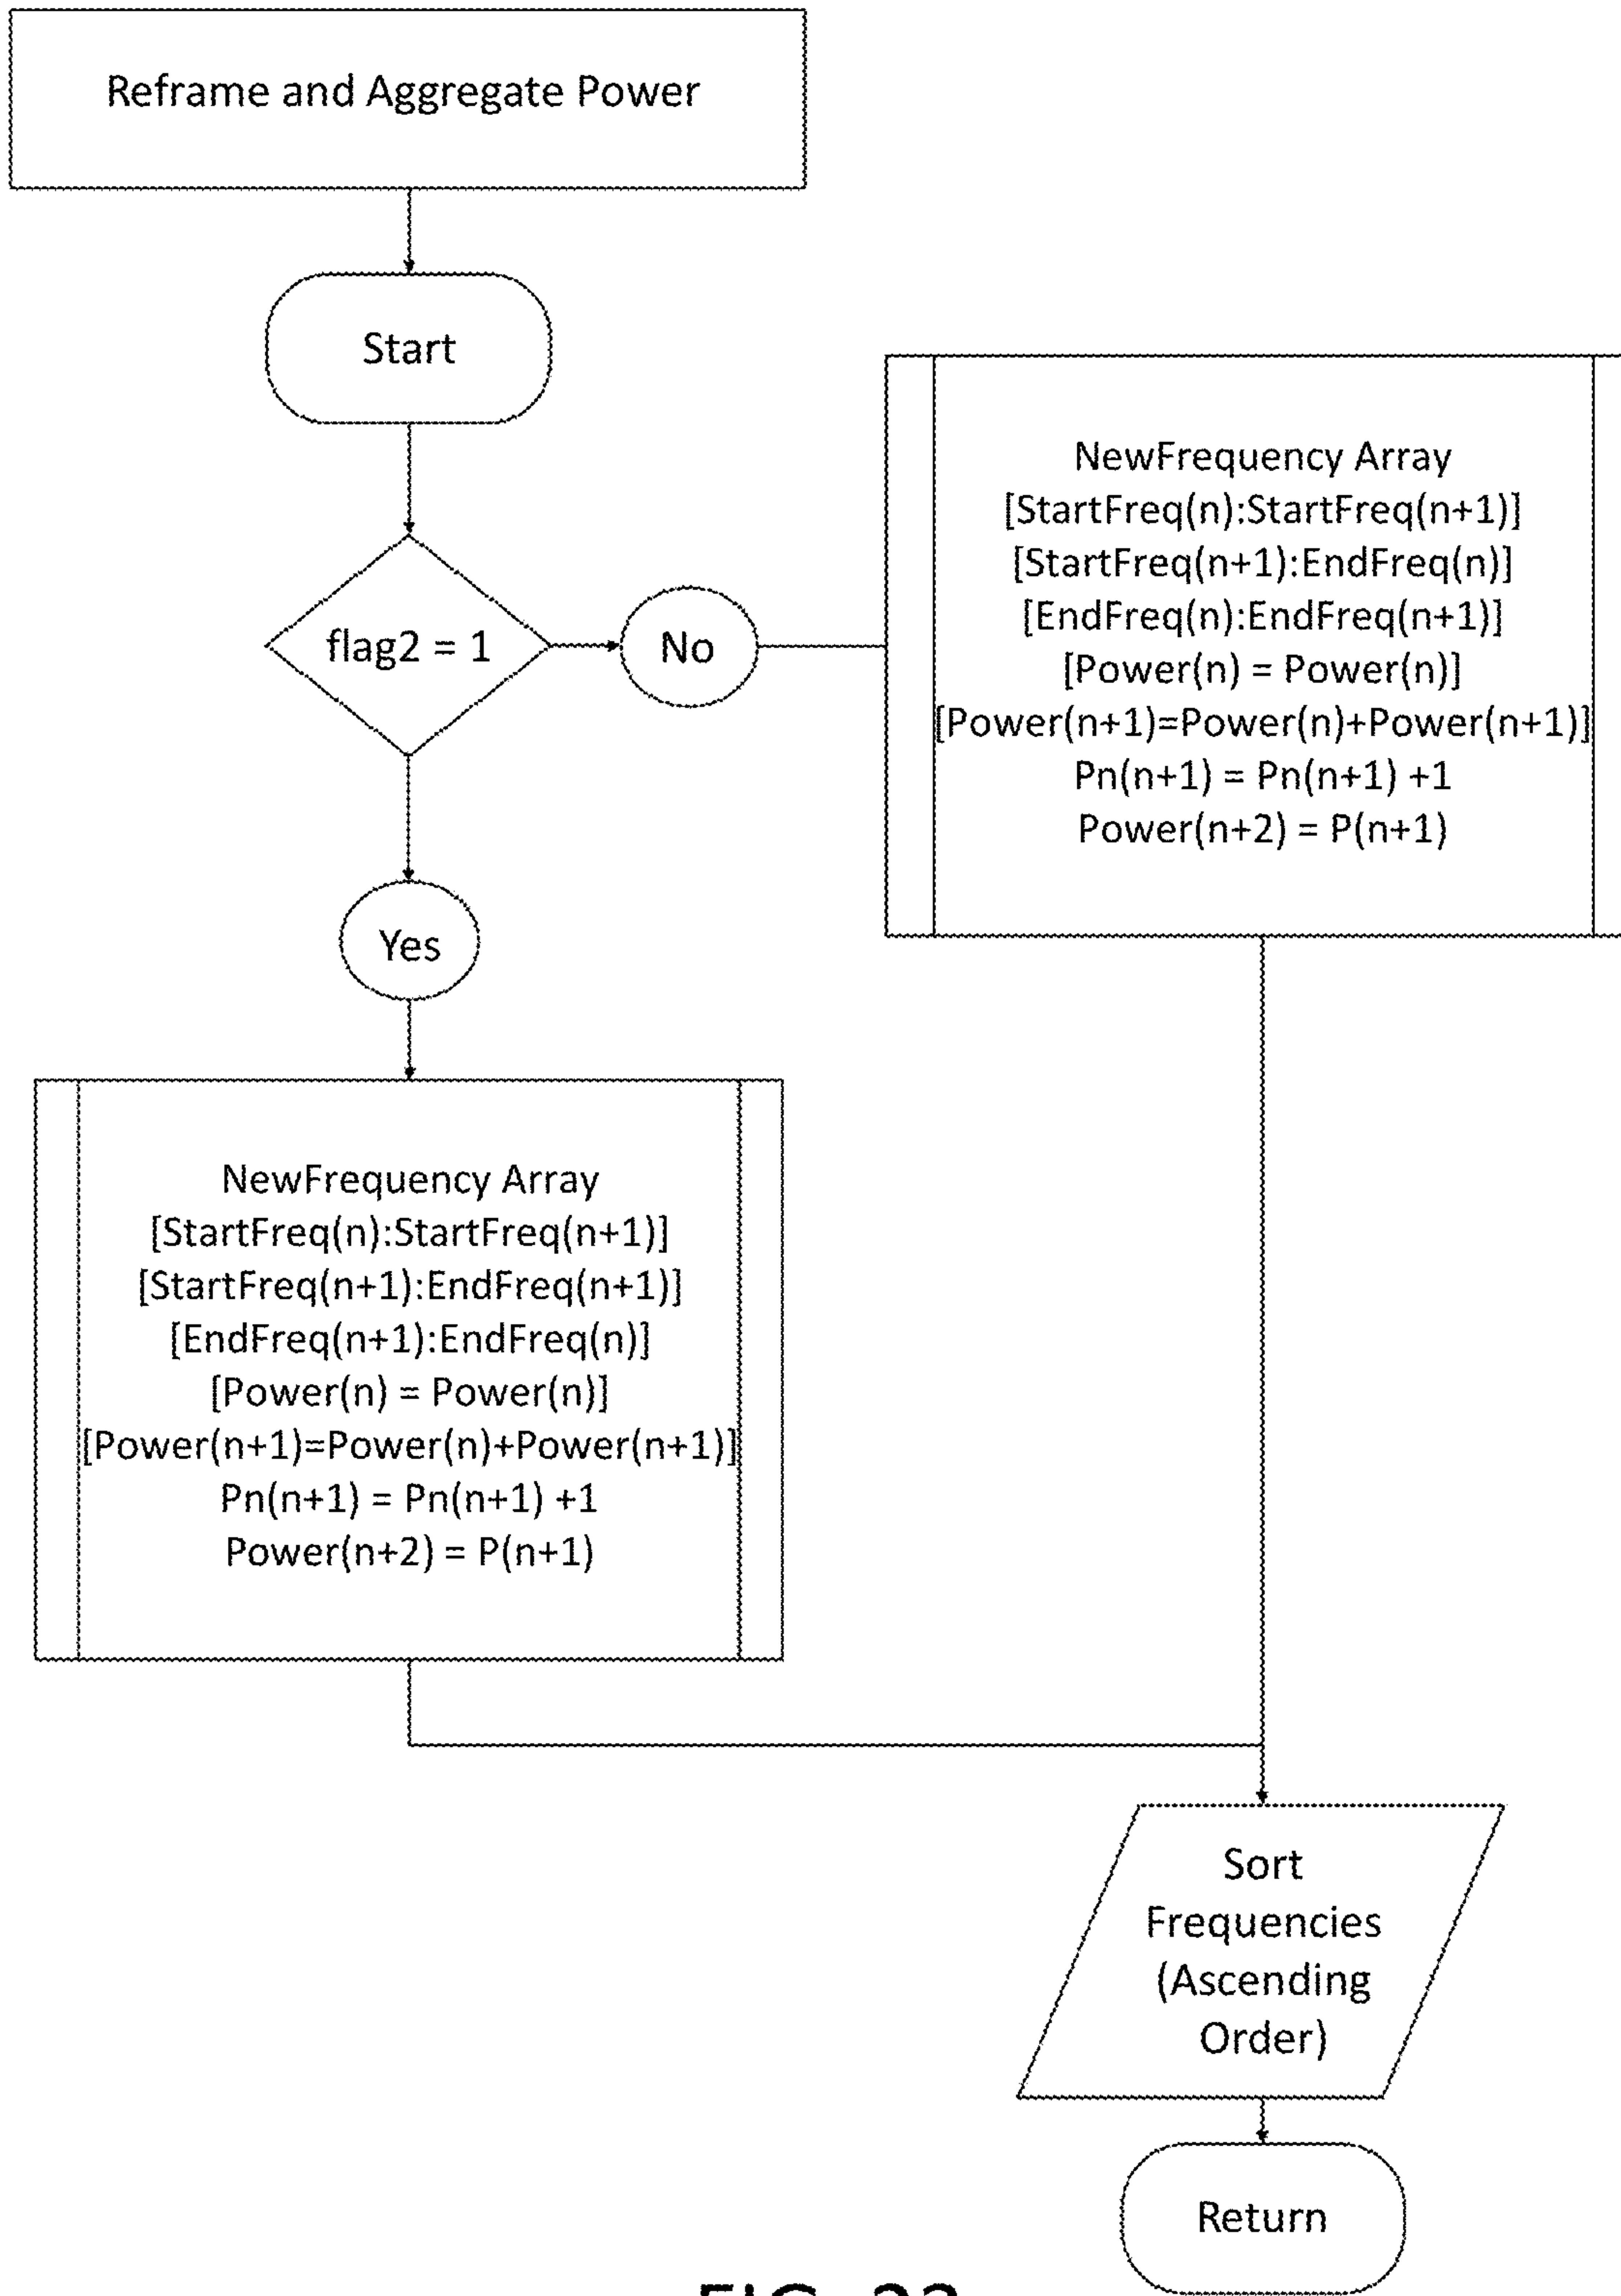 Reframe and Aggregate Power
Start
flag2 = 1
No
NewFrequency Array
[StartFreq(n):StartFreq(n+1)]
[StartFreq(n+1):EndFreq(n)]
[EndFreq(n):EndFreq(n+1)]
[Power(n) = Power(n)]
[Power(n+1)=Power(n)+Power(n+1)]
Pn(n+1) = Pn(n+1) +1
Power(n+2) = P(n+1)
Yes
NewFrequency Array
[StartFreq(n):StartFreq(n+1)]
[StartFreq(n+1):EndFreq(n+1)]
[EndFreq(n+1):EndFreq(n)]
[Power(n) = Power(n)]
[Power(n+1)=Power(n)+Power(n+1)]
Pn(n+1) = Pn(n+1) +1
Power(n+2) = P(n+1)
Sort
Frequencies
(Ascending
Order)
Return